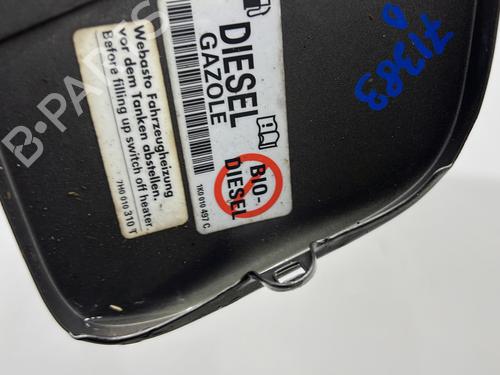 Webasto Fahrzeugheizung
vor dem Tanken abstellen.
Before filling up switch off heater.
7H0 010 310 T
DIESEL
GAZOLE
BIO-
DIESEL
1K0 010 497 C
71383
B-PARTS